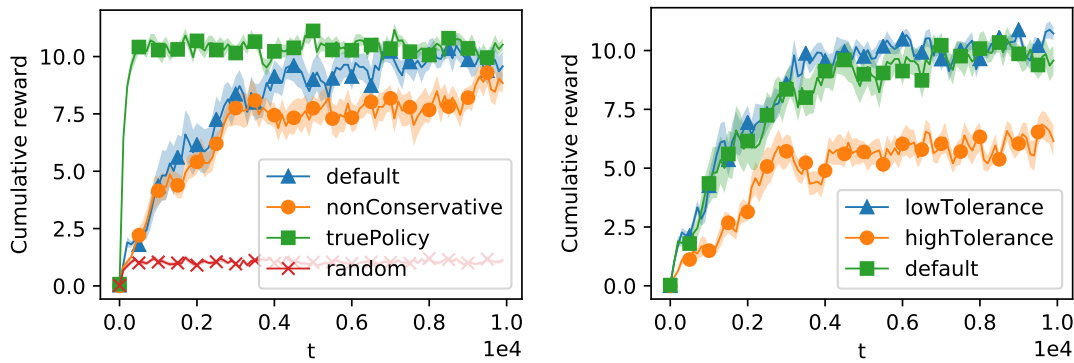 10.0
7.5
5.0
2.5
0.0
Cumulative reward
default
nonConservative
truePolicy
random
0.0
0.2
0.4
0.6
0.8
1.0
1e4
t
10.0
7.5
5.0
2.5
0.0
Cumulative reward
lowTolerance
highTolerance
default
0.0
0.2
0.4
0.6
0.8
1.0
1e4
t